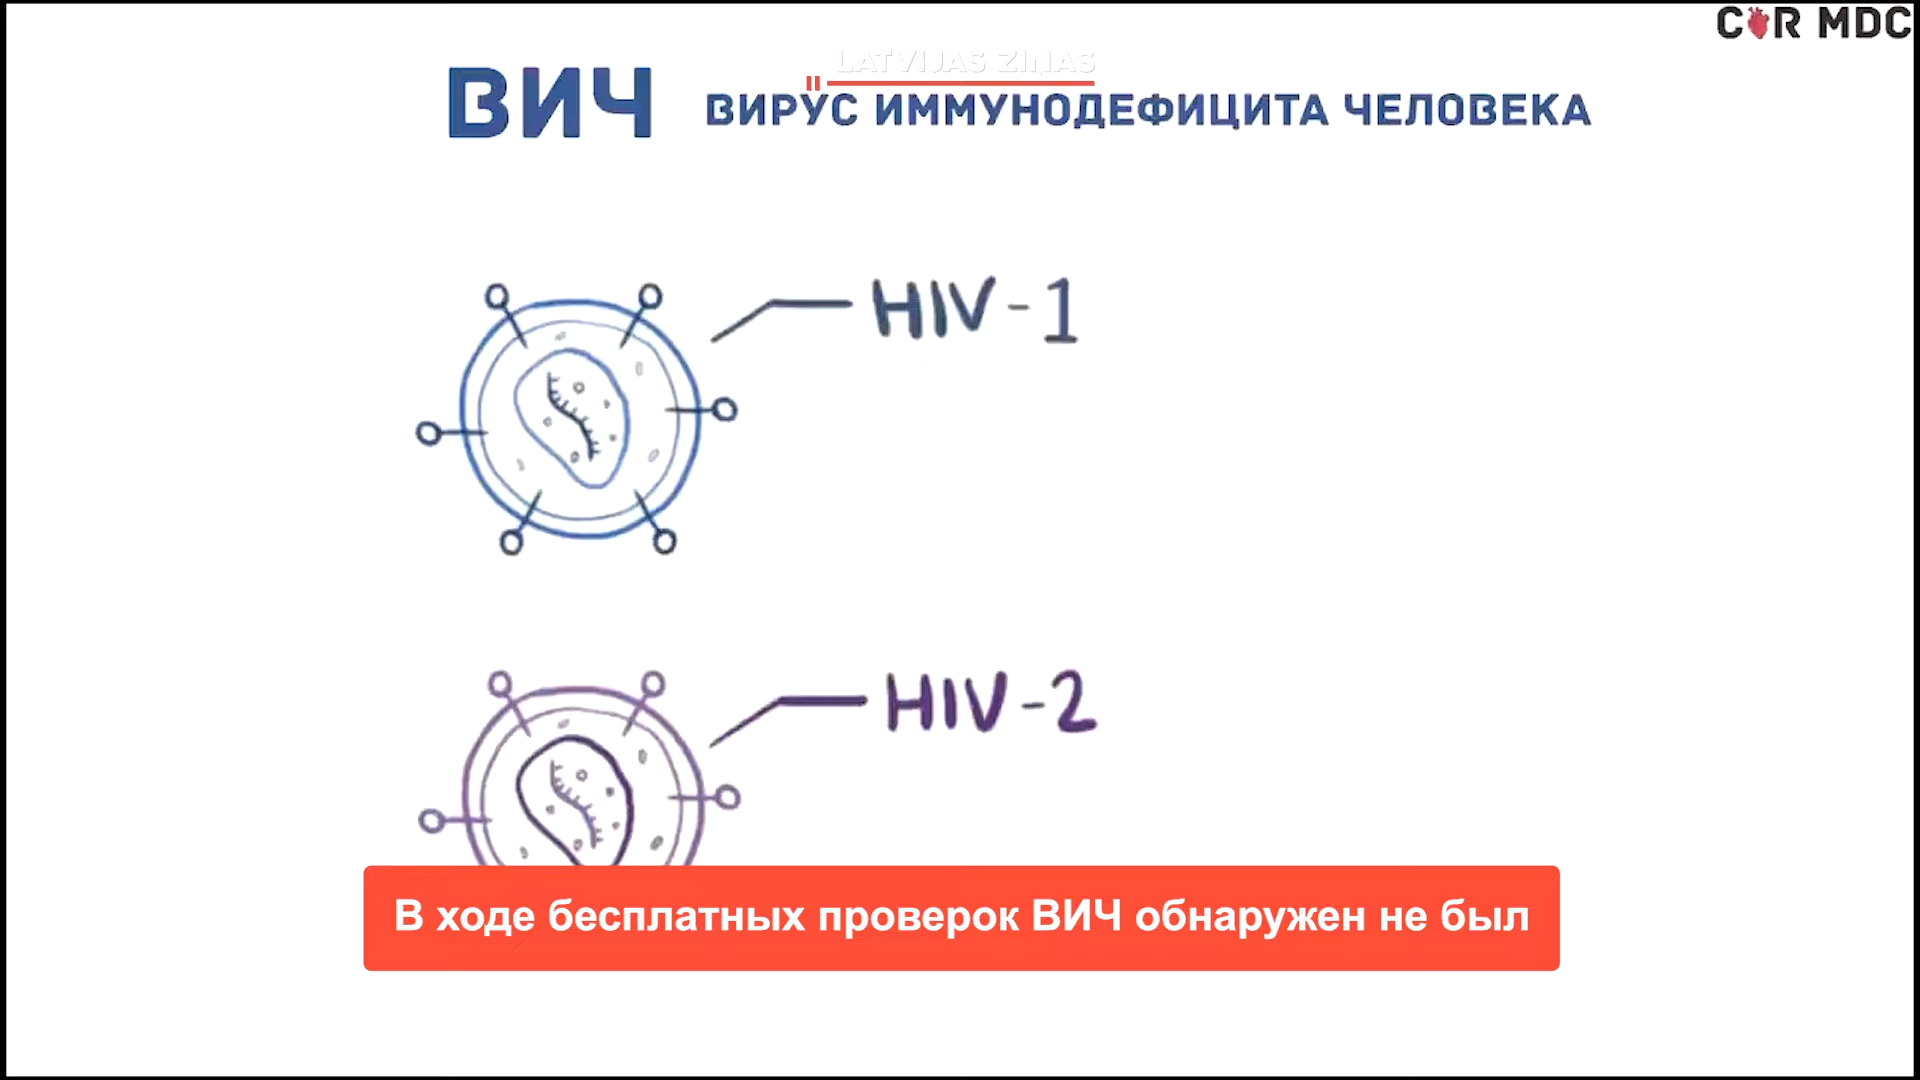 C R MDC
LATVIJAS ZIŅAS
ВИЧ ВИРУС ИММУНОДЕФИЦИТА ЧЕЛОВЕКА
HIV-1
HIV-2
В ходе бесплатных проверок ВИЧ обнаружен не был